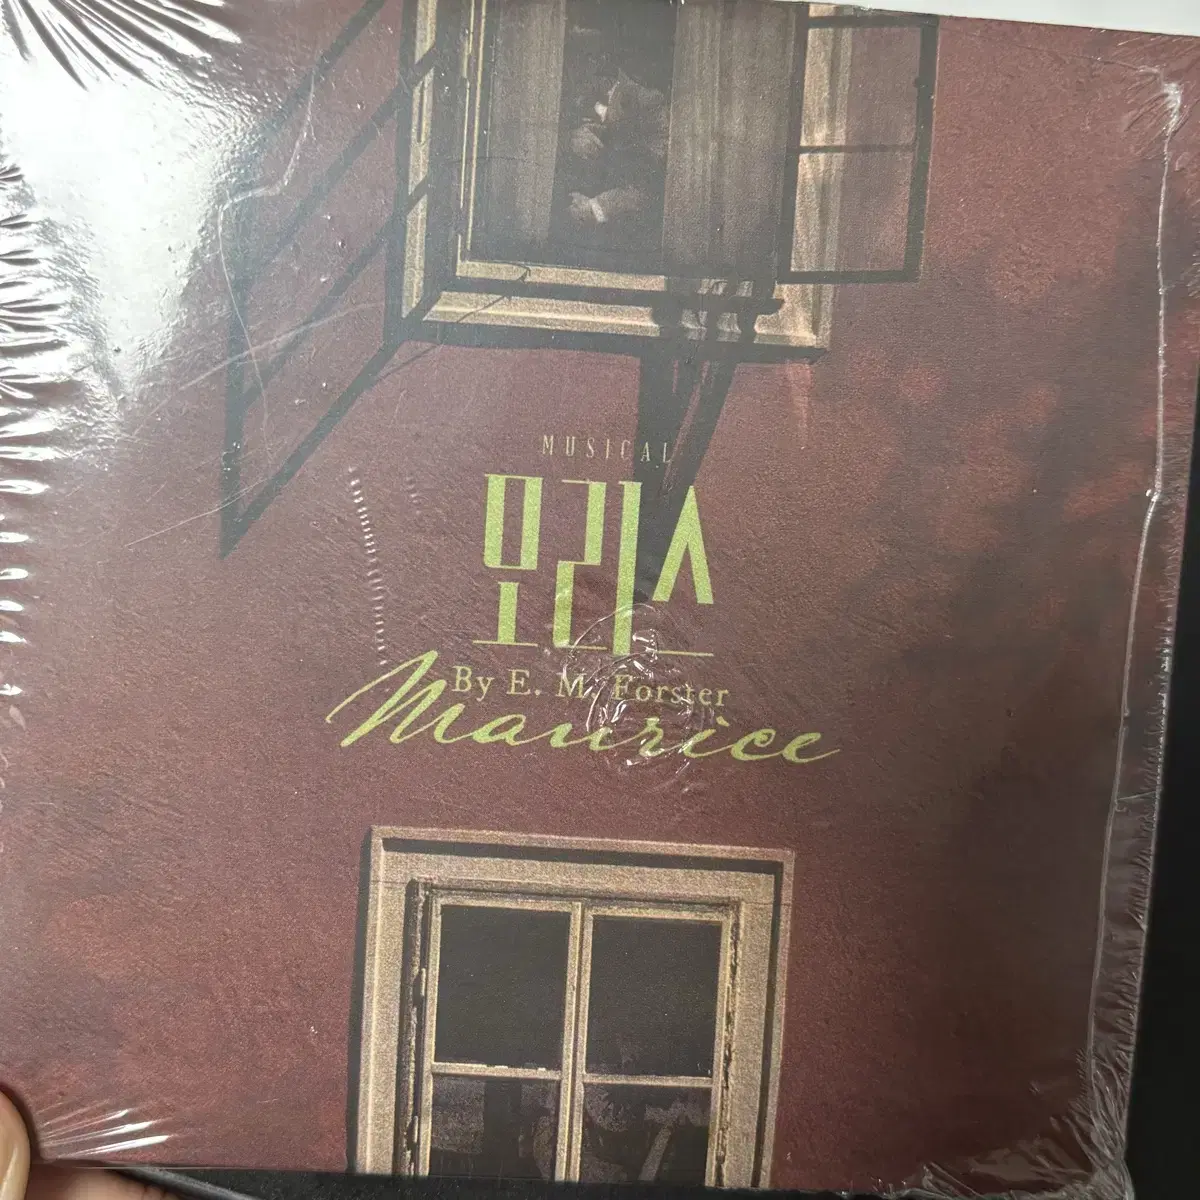 MUSICAL
모리스
By E. M. Forster
Maurice